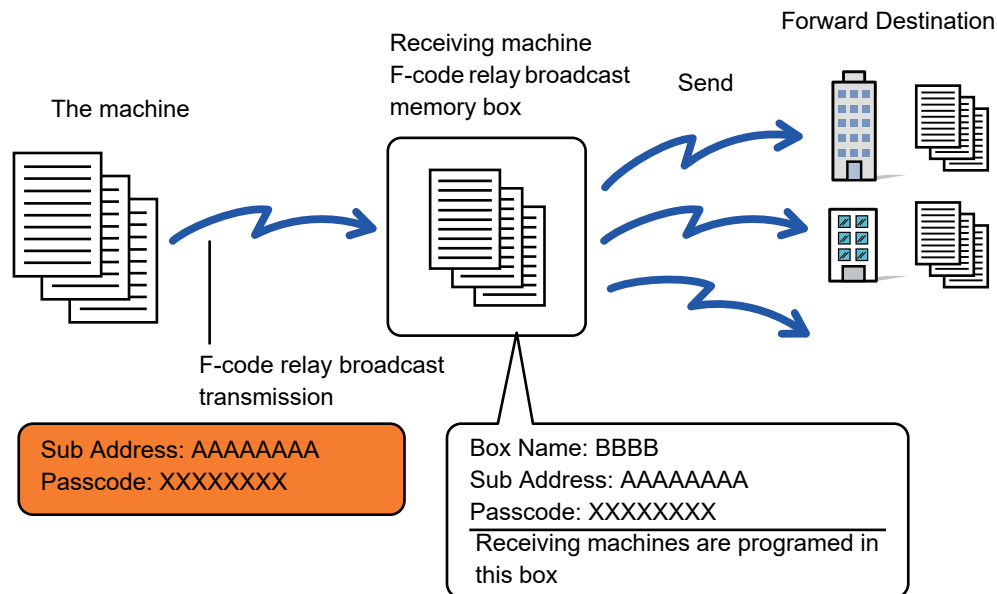 Forward Destination
Receiving machine
F-code relay broadcast
memory box
Send
The machine
F-code relay broadcast
transmission
Sub Address: AAAAAAAA
Passcode: XXXXXXXX
Box Name: BBBB
Sub Address: AAAAAAAA
Passcode: XXXXXXXX
Receiving machines are programed in
this box